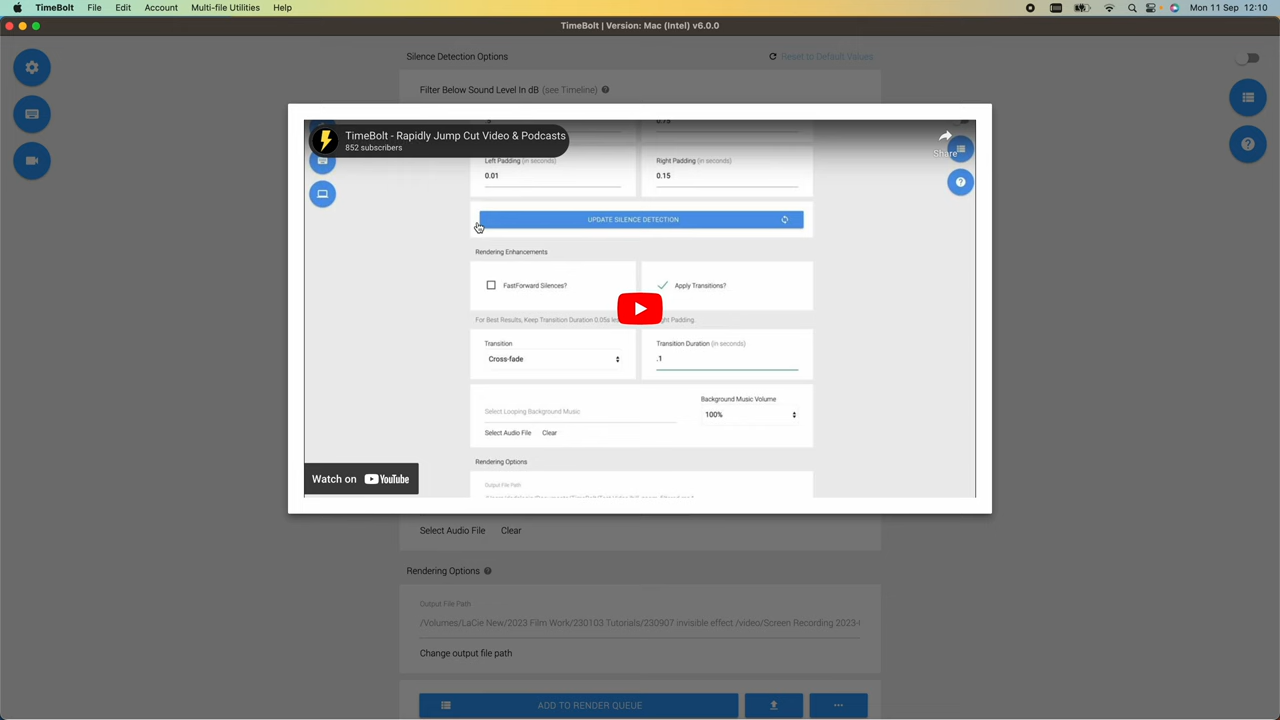 TimeBolt File Edit Account Multi-file Utilities Help Mon 11 Sep 12:10
TimeBolt | Version: Mac (Intel) v6.0.0
Silence Detection Options Reset to Default Values
Filter Below Sound Level In dB (see Timeline)
TimeBolt - Rapidly Jump Cut Video & Podcasts
852 subscribers
Share
0.75
Left Padding (in seconds) Right Padding (in seconds)
0.01 0.15
UPDATE SILENCE DETECTION
Rendering Enhancements
FastForward Silences? Apply Transitions?
For Best Results, Keep Transition Duration 0.05s Right Padding.
Transition Transition Duration (in seconds)
Cross-fade .1
Background Music Volume
Select Looping Background Music 100%
Select Audio File Clear
Rendering Options
Output File Path
Watch on YouTube
Select Audio File Clear
Rendering Options
Output File Path
/Volumes/LaCie New/2023 Film Work/230103 Tutorials/230907 invisible effect /video/Screen Recording 2023-
Change output file path
ADD TO RENDER QUEUE